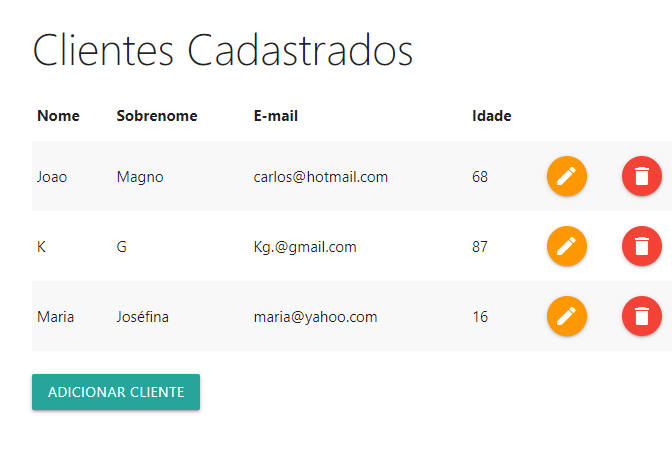 Clientes Cadastrados
Nome Sobrenome E-mail Idade
Joao Magno carlos@hotmail.com 68
K G Kg.@gmail.com 87
Maria Joséfina maria@yahoo.com 16
ADICIONAR CLIENTE